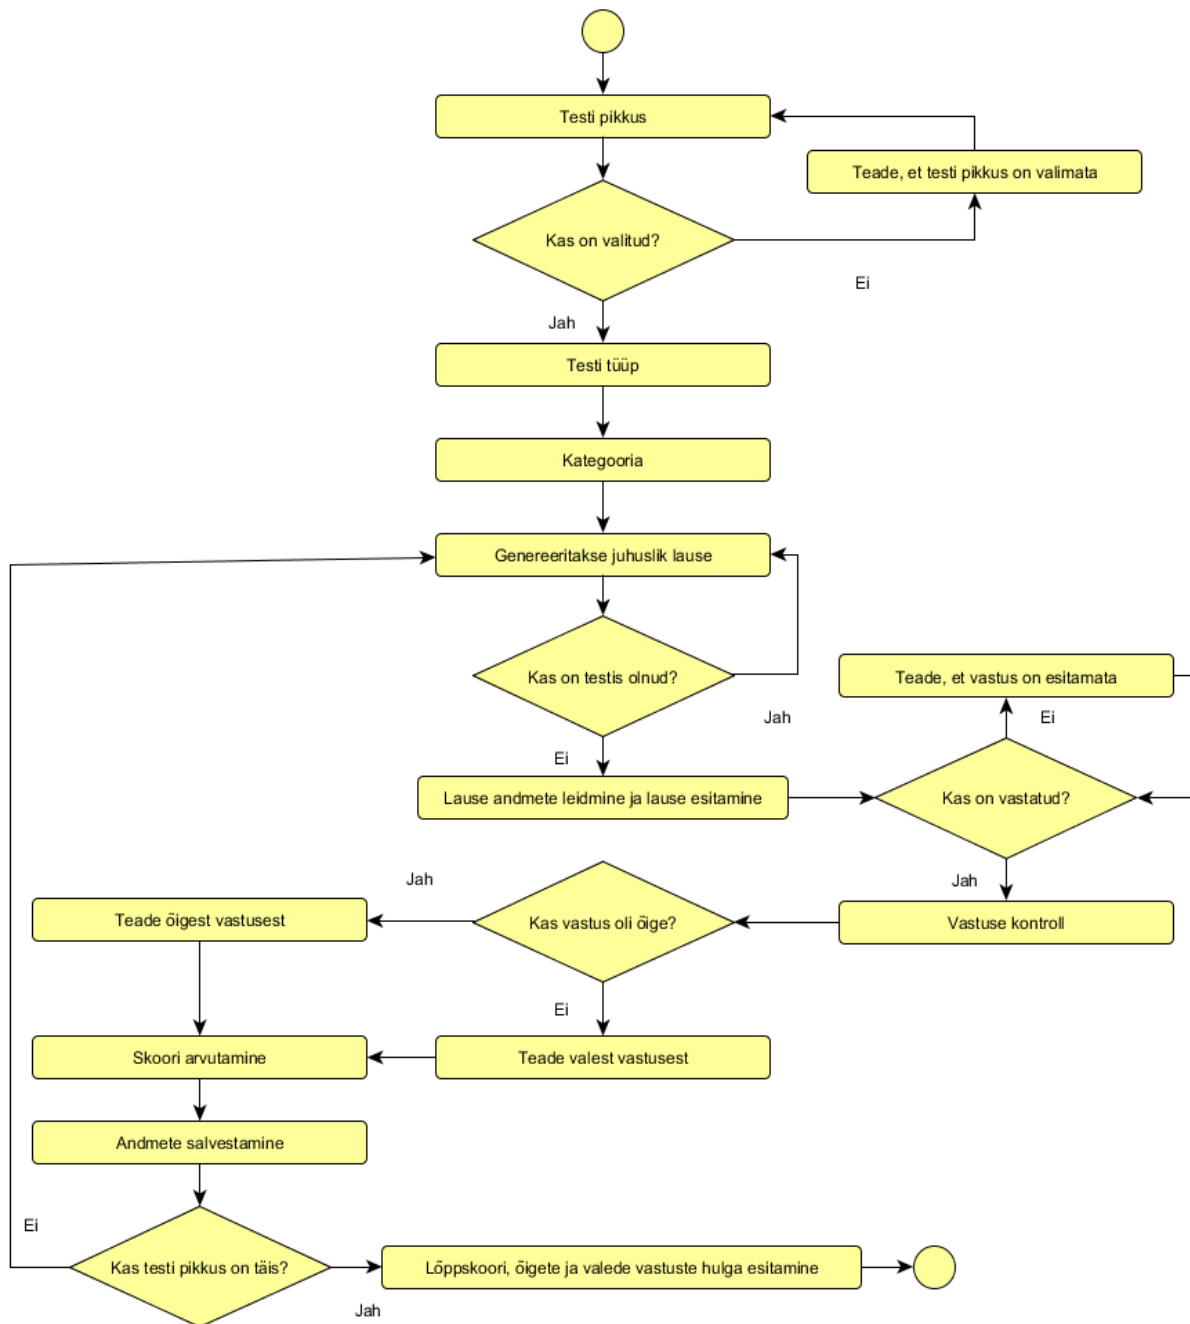 Testi pikkus
Teade, et testi pikkus on valimata
Kas on valitud?
Ei
Jah
Testi tüüp
Kategooria
Genereeritakse juhuslik lause
Kas on testis olnud?
Jah
Teade, et vastus on esitamata
Ei
Ei
Lause andmete leidmine ja lause esitamine
Kas on vastatud?
Jah
Jah
Teade õigest vastusest
Kas vastus oli õige?
Vastuse kontroll
Ei
Skoori arvutamine
Teade valest vastusest
Andmete salvestamine
Ei
Kas testi pikkus on täis?
Lõppskoori, õigete ja valede vastuste hulga esitamine
Jah